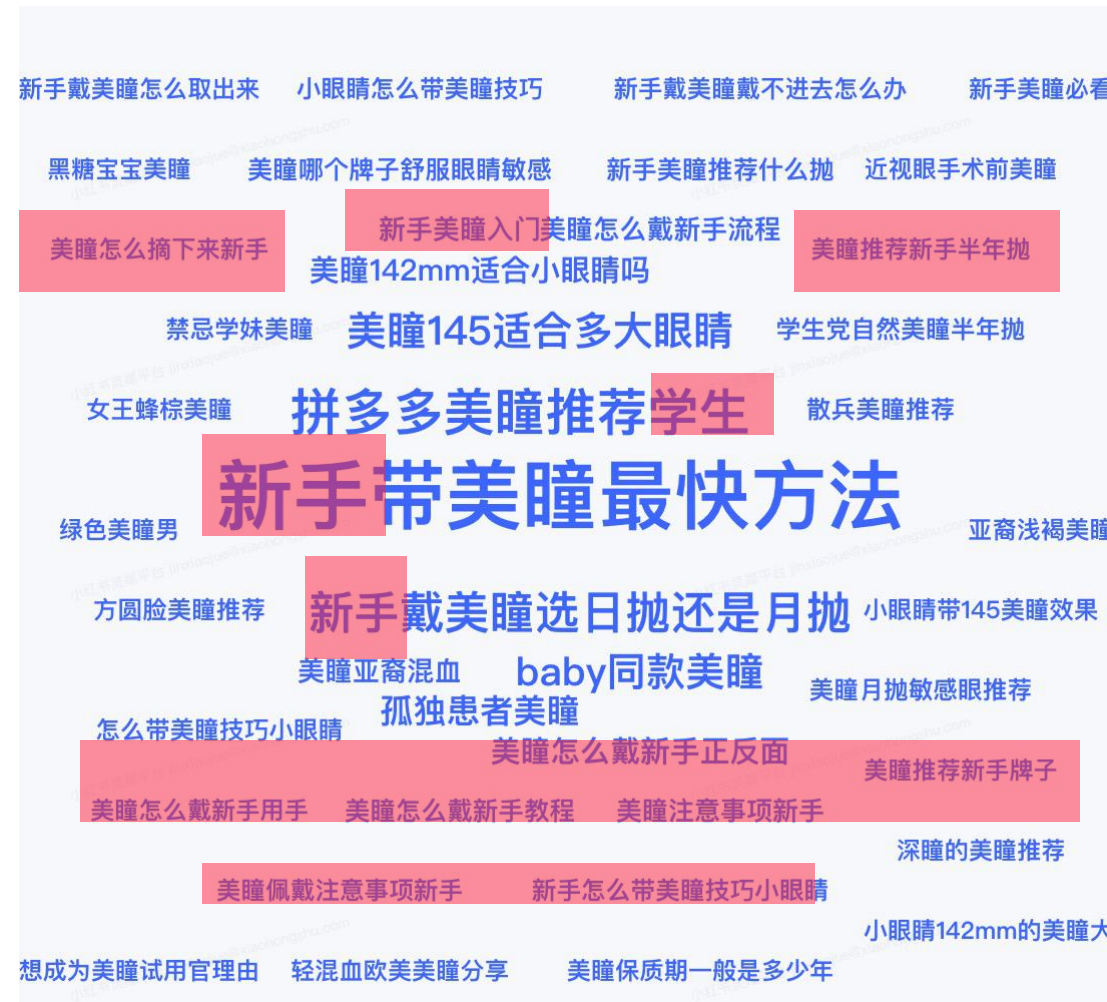 新手戴美瞳怎么取出来 小眼睛怎么带美瞳技巧 新手戴美瞳戴不进去怎么办 新手美瞳必看
黑糖宝宝美瞳 美瞳哪个牌子舒服眼睛敏感 新手美瞳推荐什么抛 近视眼手术前美瞳
新手美瞳入门 美瞳怎么戴新手流程
美瞳怎么摘下来新手 美瞳推荐新手半年抛
美瞳142mm适合小眼睛吗
禁忌学妹美瞳 美瞳145适合多大眼睛 学生党自然美瞳半年抛
女王蜂棕美瞳 拼多多美瞳推荐学生 散兵美瞳推荐
新手带美瞳最快方法
绿色美瞳男 亚裔浅褐美瞳
方圆脸美瞳推荐 新手戴美瞳选日抛还是月抛 小眼睛带145美瞳效果
美瞳亚裔混血 baby同款美瞳
美瞳月抛敏感眼推荐
孤独患者美瞳
怎么带美瞳技巧小眼睛
美瞳怎么戴新手正反面
美瞳推荐新手牌子
美瞳怎么戴新手用手 美瞳怎么戴新手教程 美瞳注意事项新手
深瞳的美瞳推荐
美瞳佩戴注意事项新手 新手怎么带美瞳技巧小眼睛
小眼睛142mm的美瞳大
想成为美瞳试用官理由 轻混血欧美美瞳分享 美瞳保质期一般是多少年